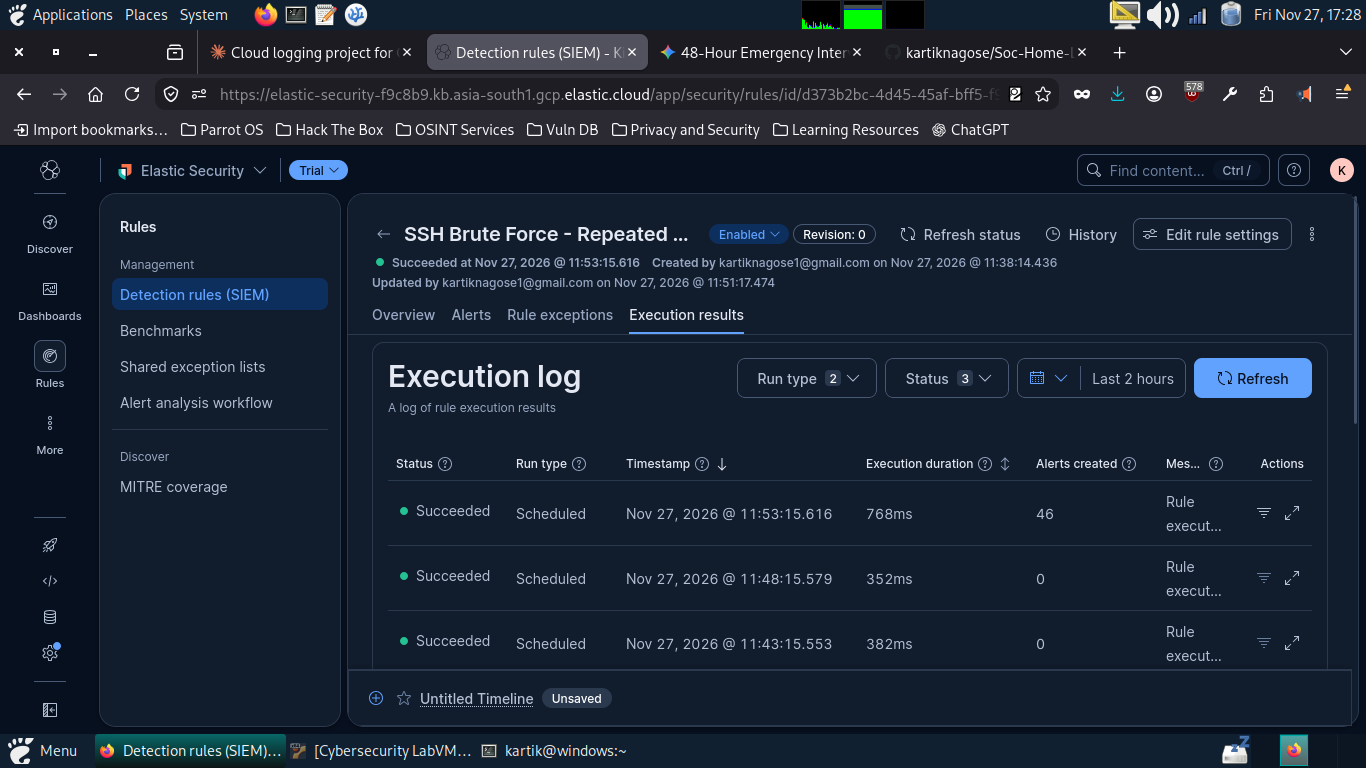 Applications Places System Fri Nov 27, 17:28
Cloud logging project for Detection rules (SIEM) - K 48-Hour Emergency Inter kartiknagose/Soc-Home-L
https://elastic-security-f9c8b9.kb.asia-south1.gcp.elastic.cloud/app/security/rules/id/d373b2bc-4d45-45af-bff5-f9 578
Import bookmarks… Parrot OS Hack The Box OSINT Services Vuln DB Privacy and Security Learning Resources ChatGPT
Elastic Security Trial Find content... Ctrl / K
Discover
Dashboards
Rules
More
Rules
Management
Detection rules (SIEM)
Benchmarks
Shared exception lists
Alert analysis workflow
Discover
MITRE coverage
SSH Brute Force - Repeated ... Enabled Revision: 0 Refresh status History Edit rule settings
Succeeded at Nov 27, 2026 @ 11:53:15.616 Created by kartiknagose1@gmail.com on Nov 27, 2026 @ 11:38:14.436
Updated by kartiknagose1@gmail.com on Nov 27, 2026 @ 11:51:17.474
Overview Alerts Rule exceptions Execution results
Execution log Run type 2 Status 3 Last 2 hours Refresh
A log of rule execution results
Status Run type Timestamp Execution duration Alerts created Mes... Actions
Succeeded Scheduled Nov 27, 2026 @ 11:53:15.616 768ms 46 Rule execut...
Succeeded Scheduled Nov 27, 2026 @ 11:48:15.579 352ms 0 Rule execut...
Succeeded Scheduled Nov 27, 2026 @ 11:43:15.553 382ms 0 Rule execut...
Untitled Timeline Unsaved
Menu Detection rules (SIEM)... [Cybersecurity LabVM... kartik@windows:~